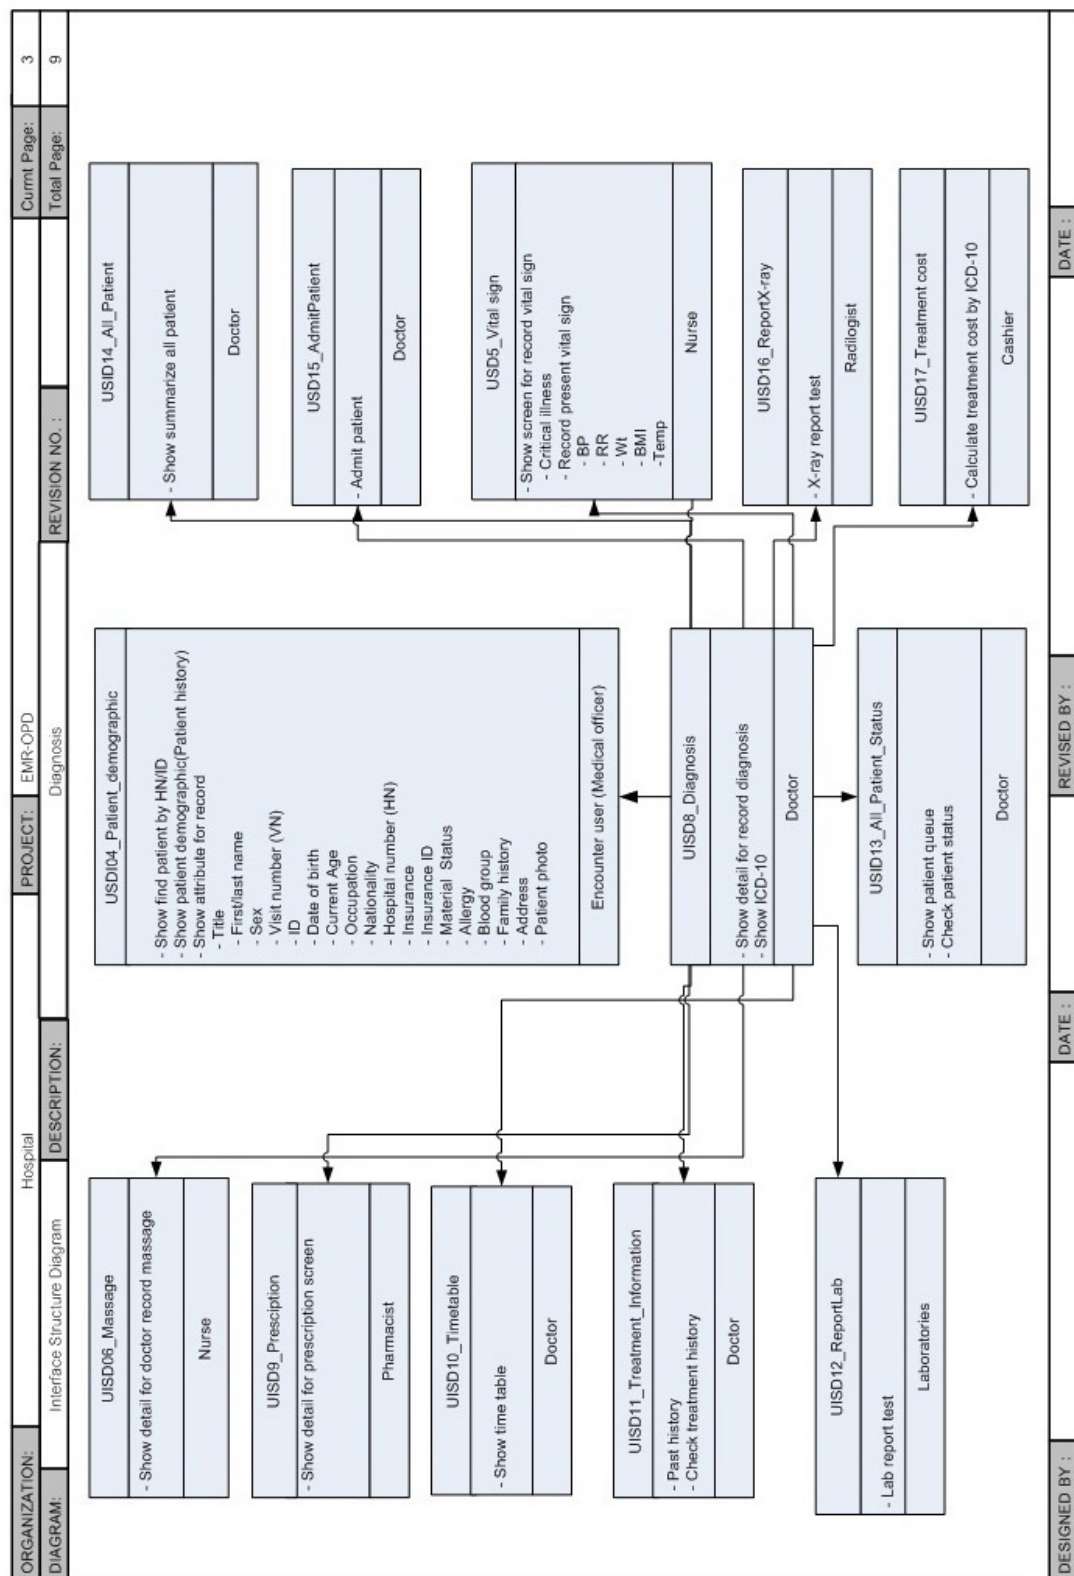 ORGANIZATION: Hospital PROJECT: EMR-OPD Currnt Page: 3
DIAGRAM: Interface Structure Diagram DESCRIPTION: Diagnosis REVISION NO. : Total Page: 9
UISD06_Massage
- Show detail for doctor record massage
Nurse
UISD9_Presciption
- Show detail for prescription screen
Pharmacist
UISD10_Timetable
- Show time table
Doctor
UISD11_Treatment_Information
- Past history
- Check treatment history
Doctor
UISD12_ReportLab
- Lab report test
Laboratories
USDI04_Patient_demographic
- Show find patient by HN/ID
- Show patient demographic(Patient history)
- Show attribute for record
- Title
- First/last name
- Sex
- Visit number (VN)
- ID
- Date of birth
- Current Age
- Occupation
- Nationality
- Hospital number (HN)
- Insurance
- Insurance ID
- Material Status
- Allergy
- Blood group
- Family history
- Address
- Patient photo
Encounter user (Medical officer)
UISD8_Diagnosis
- Show detail for record diagnosis
- Show ICD-10
Doctor
USID13_All_Patient_Status
- Show patient queue
- Check patient status
Doctor
USID14_All_Patient
- Show summarize all patient
Doctor
USD15_AdmitPatient
- Admit patient
Doctor
USD5_Vital sign
- Show screen for record vital sign
- Critical illness
- Record present vital sign
- BP
- RR
- Wt
- BMI
-Temp
Nurse
UISD16_ReportX-ray
- X-ray report test
Radilogist
UISD17_Treatment cost
- Calculate treatment cost by ICD-10
Cashier
DESIGNED BY : DATE : REVISED BY : DATE :